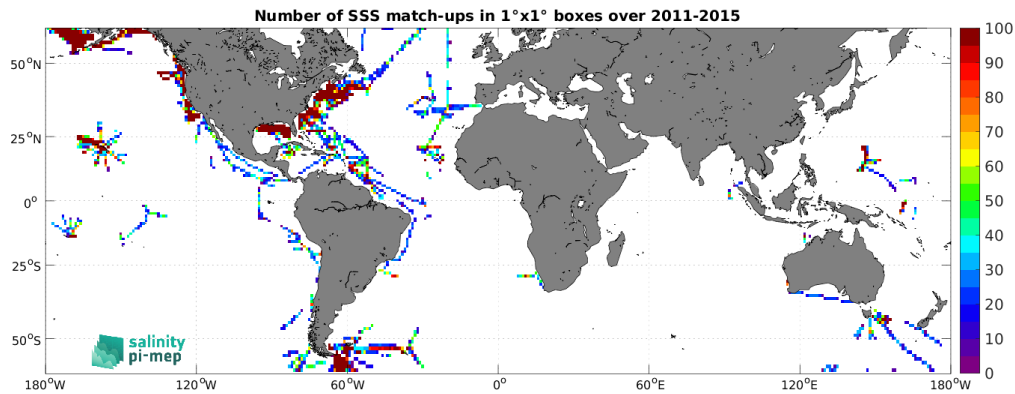 Number of SSS match-ups in 1°x1° boxes over 2011-2015
100
90
80
70
60
50
40
30
20
10
0
50°N
25°N
0°
25°S
50°S
salinity
pi-mep
180°W 120°W 60°W 0° 60°E 120°E 180°W